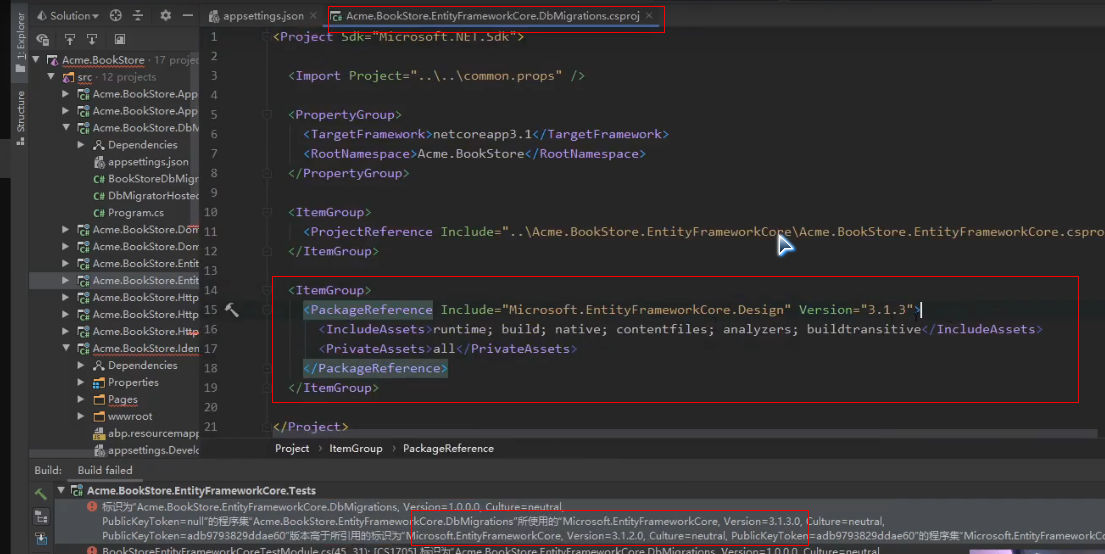 Solution
appsettings.json
Acme.BookStore.EntityFrameworkCore.DbMigrations.csproj
1: Explorer
Structure
Acme.BookStore · 17 projec
src · 12 projects
Acme.BookStore.App
Acme.BookStore.App
Acme.BookStore.DbM
Dependencies
appsettings.json
BookStoreDbMigr
DbMigratorHosted
Program.cs
Acme.BookStore.Dom
Acme.BookStore.Dom
Acme.BookStore.Enti
Acme.BookStore.Enti
Acme.BookStore.Http
Acme.BookStore.Http
Acme.BookStore.Http
Acme.BookStore.Iden
Dependencies
Properties
Pages
wwwroot
abp.resourcemapp
appsettings.Develo
1 <Project Sdk="Microsoft.NET.Sdk">
2
3 <Import Project="..\..\common.props" />
4
5 <PropertyGroup>
6 <TargetFramework>netcoreapp3.1</TargetFramework>
7 <RootNamespace>Acme.BookStore</RootNamespace>
8 </PropertyGroup>
9
10 <ItemGroup>
11 <ProjectReference Include="..\Acme.BookStore.EntityFrameworkCore\Acme.BookStore.EntityFrameworkCore.cspro
12 </ItemGroup>
13
14 <ItemGroup>
15 <PackageReference Include="Microsoft.EntityFrameworkCore.Design" Version="3.1.3">
16 <IncludeAssets>runtime; build; native; contentfiles; analyzers; buildtransitive</IncludeAssets>
17 <PrivateAssets>all</PrivateAssets>
18 </PackageReference>
19 </ItemGroup>
20
21 </Project>
Project › ItemGroup › PackageReference
Build: Build failed
Acme.BookStore.EntityFrameworkCore.Tests
标识为“Acme.BookStore.EntityFrameworkCore.DbMigrations, Version=1.0.0.0, Culture=neutral,
PublicKeyToken=null”的程序集“Acme.BookStore.EntityFrameworkCore.DbMigrations”所使用的“Microsoft.EntityFrameworkCore, Version=3.1.3.0, Culture=neutral,
PublicKeyToken=adb9793829ddae60”版本高于所引用的标识为“Microsoft.EntityFrameworkCore, Version=3.1.2.0, Culture=neutral, PublicKeyToken=adb9793829ddae60”的程序集“Microsoft
BookStoreEntityFrameworkCoreTestModule.cs(45, 31): [CS1705] 标识为“Acme.BookStore.EntityFrameworkCore.DbMigrations, Version=1.0.0.0, Culture=neutral